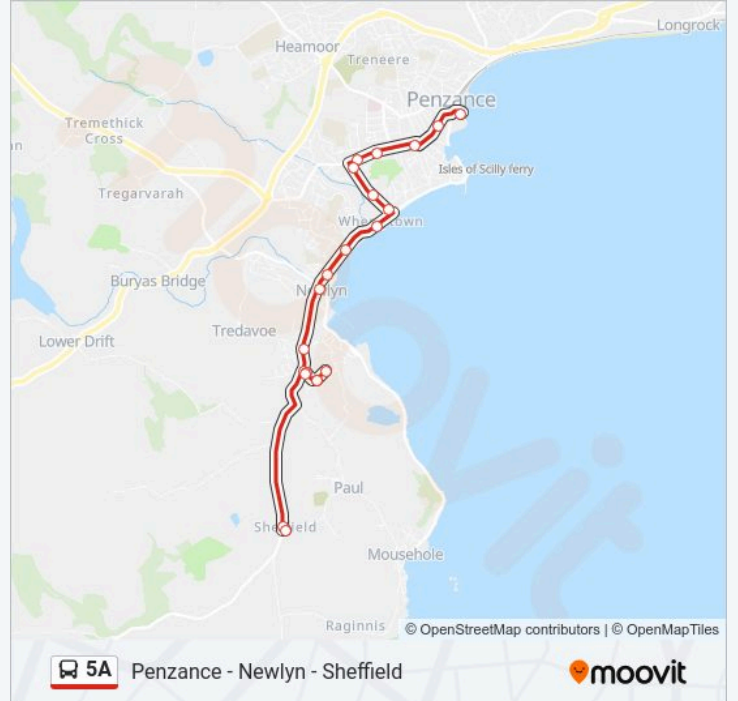 Longrock
Heamoor
Treneere
Penzance
Tremethick
Cross
Isles of Scilly ferry
Tregarvarah
Newlyn
Buryas Bridge
Tredavoe
Lower Drift
Paul
Sheffield
Mousehole
Raginnis
© OpenStreetMap contributors | © OpenMapTiles
5A
Penzance - Newlyn - Sheffield
moovit
moovit